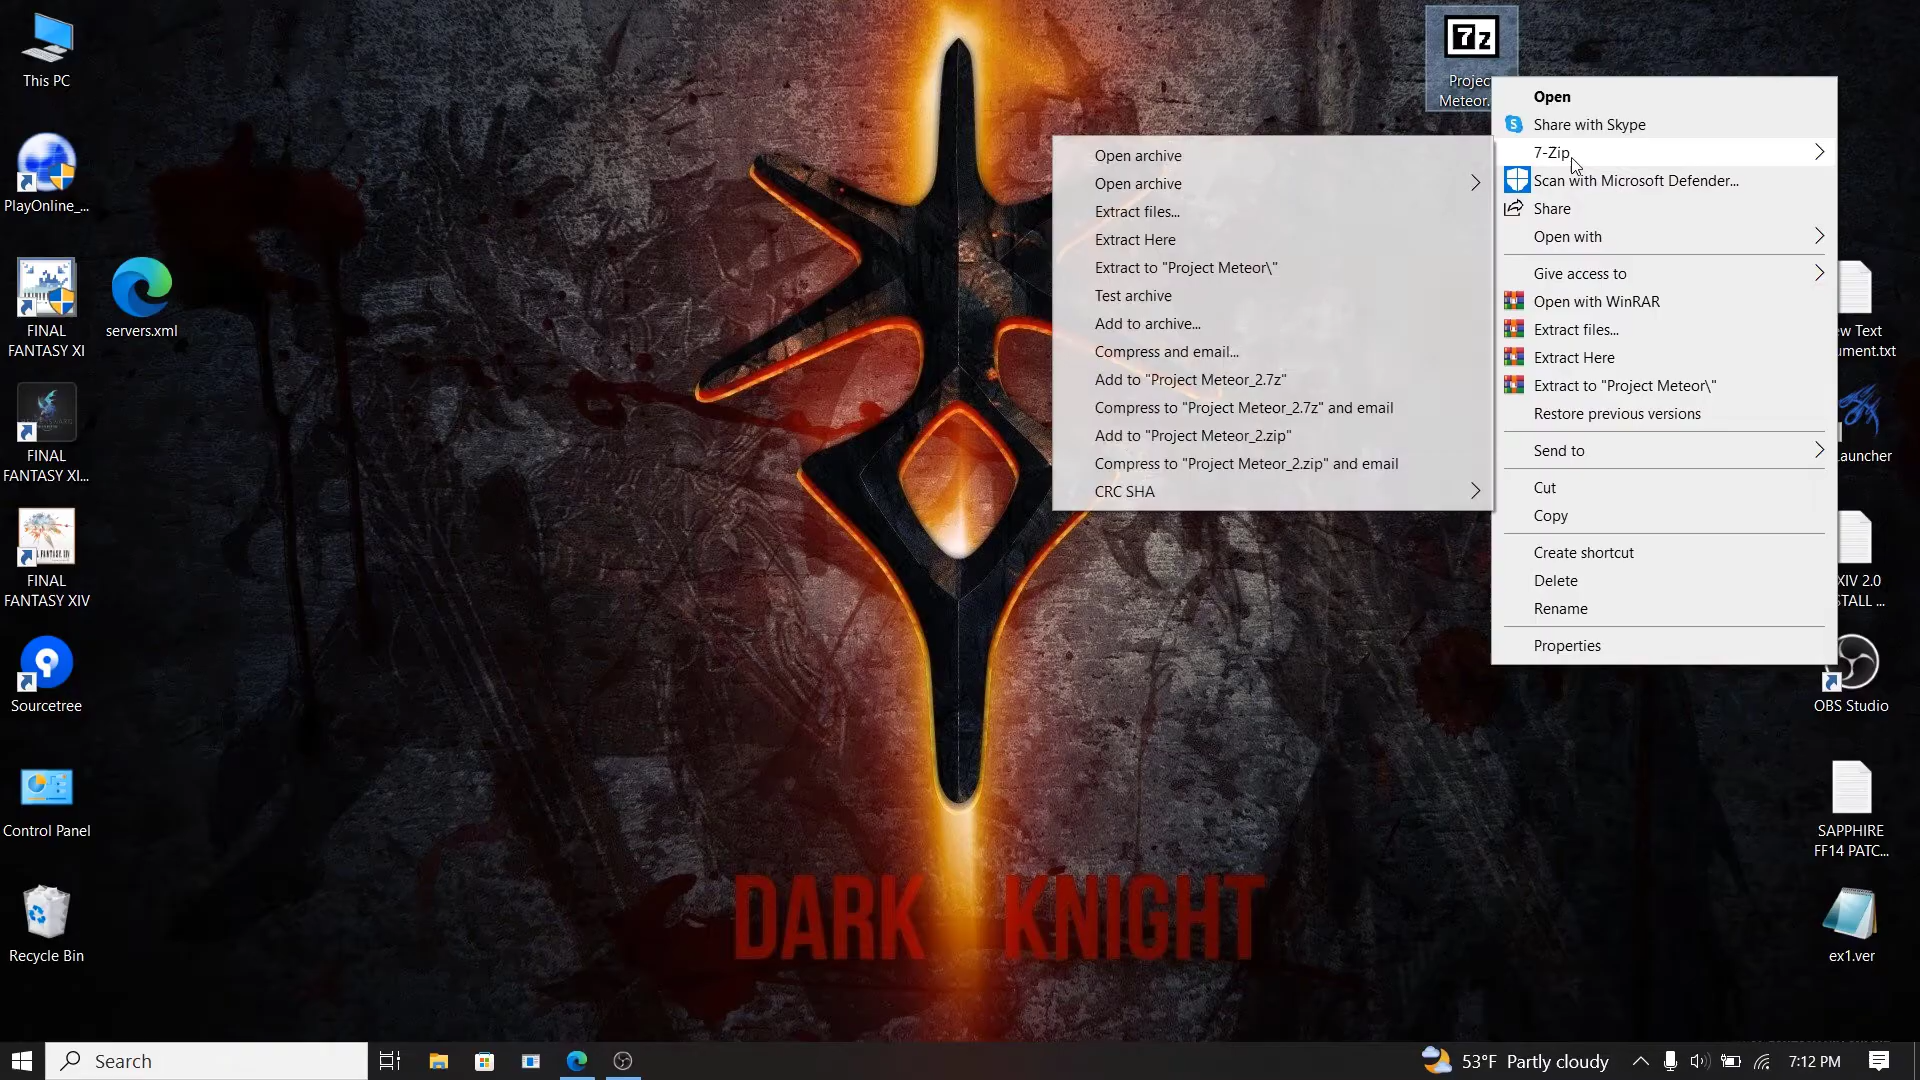 This PC
PlayOnline_...
FINAL
FANTASY XI
servers.xml
FINAL
FANTASY XI...
FINAL
FANTASY XIV
Sourcetree
Control Panel
Recycle Bin
7z
Project
Meteor.
Open
Share with Skype
7-Zip
Scan with Microsoft Defender...
Share
Open with
Give access to
Open with WinRAR
Extract files...
Extract Here
Extract to "Project Meteor\"
Restore previous versions
Send to
Cut
Copy
Create shortcut
Delete
Rename
Properties
Open archive
Open archive
Extract files...
Extract Here
Extract to "Project Meteor\"
Test archive
Add to archive...
Compress and email...
Add to "Project Meteor_2.7z"
Compress to "Project Meteor_2.7z" and email
Add to "Project Meteor_2.zip"
Compress to "Project Meteor_2.zip" and email
CRC SHA
ew Text
ument.txt
auncher
XIV 2.0
STALL ...
OBS Studio
SAPPHIRE
FF14 PATC...
ex1.ver
DARK KNIGHT
Search
53°F Partly cloudy
7:12 PM